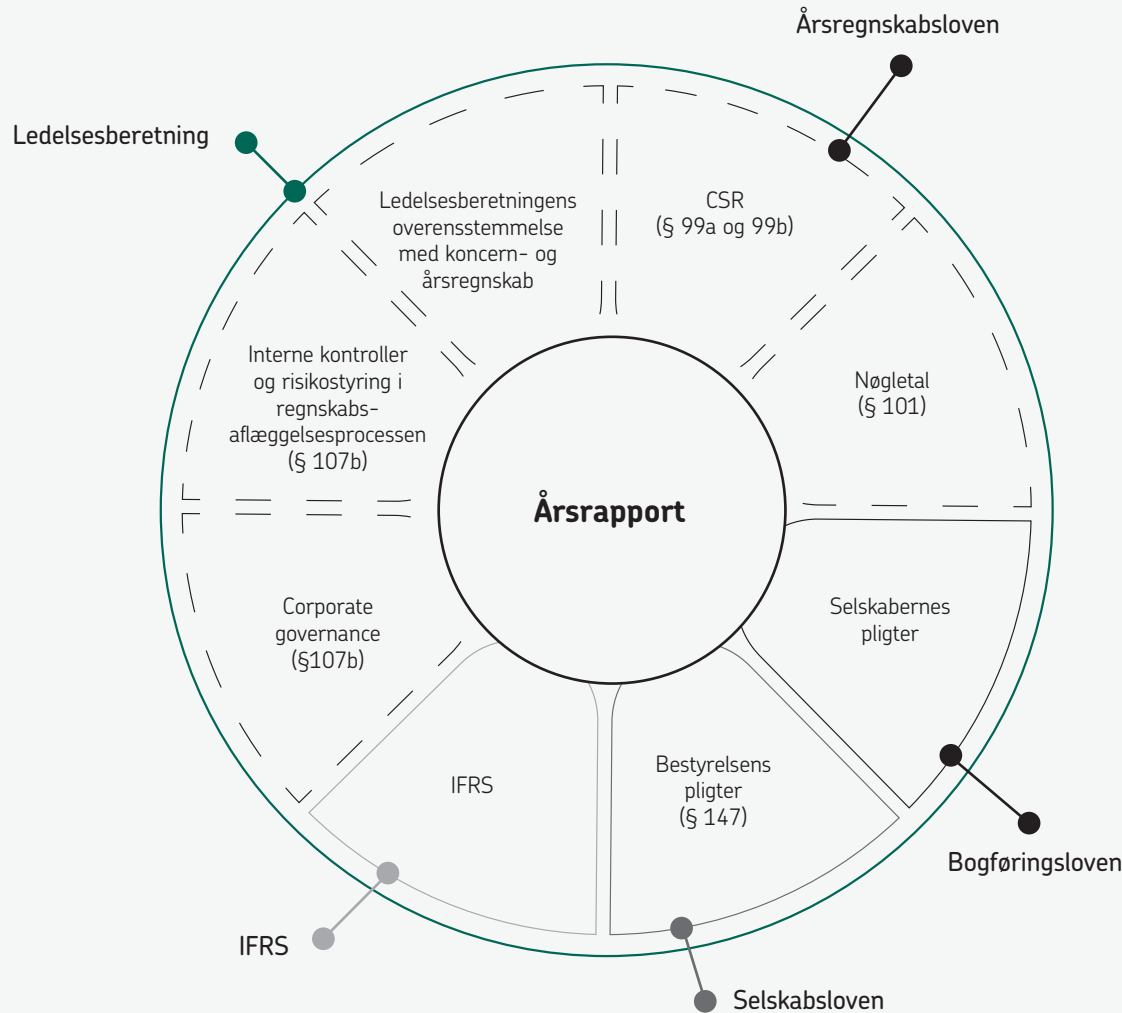 Årsregnskabsloven
Ledelsesberetning
Ledelsesberetningens
overensstemmelse
med koncern- og
årsregnskab
CSR
(§ 99a og 99b)
Interne kontroller
og risikostyring i
regnskabs-
aflæggelsesprocessen
(§ 107b)
Nøgletal
(§ 101)
Årsrapport
Corporate
governance
(§107b)
Selskabernes
pligter
IFRS
Bestyrelsens
pligter
(§ 147)
Bogføringsloven
IFRS
Selskabsloven